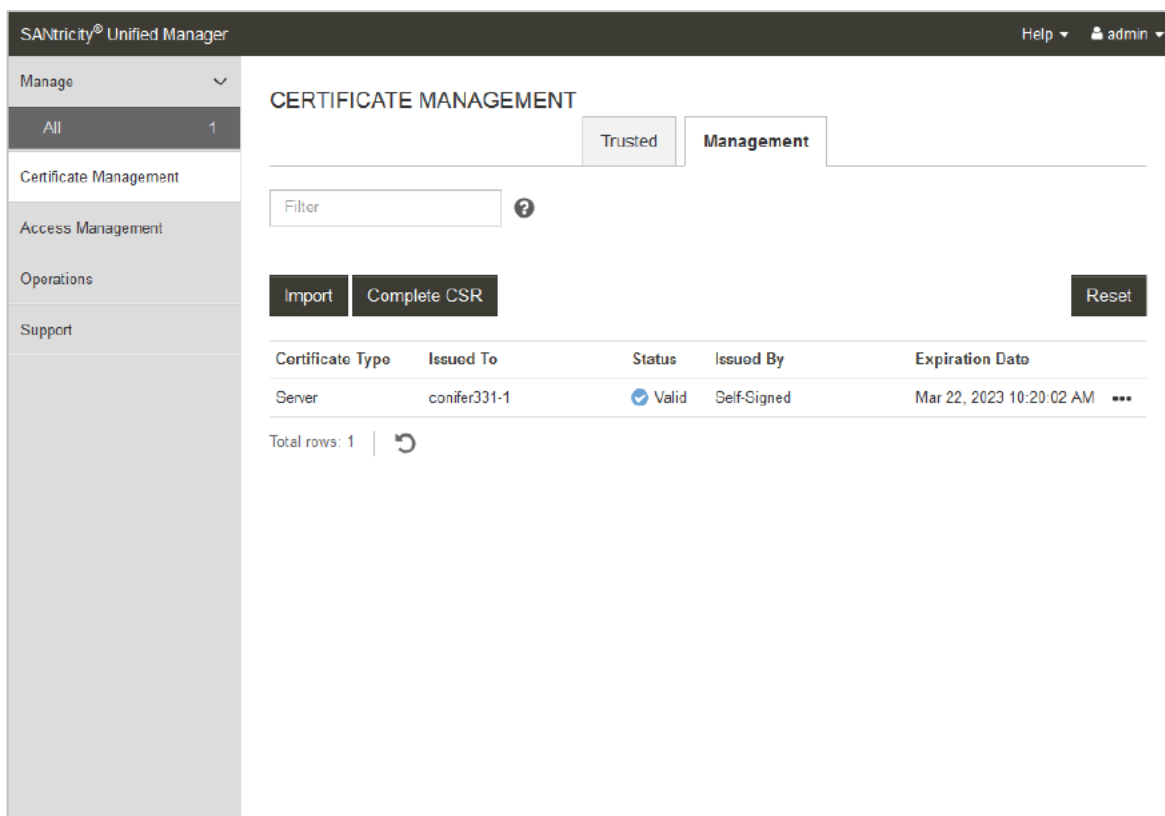 SANtricity® Unified Manager
Help
admin
Manage
All 1
Certificate Management
Access Management
Operations
Support
CERTIFICATE MANAGEMENT
Trusted
Management
Filter
Import
Complete CSR
Reset
Certificate Type Issued To Status Issued By Expiration Date
Server conifer331-1 Valid Self-Signed Mar 22, 2023 10:20:02 AM
Total rows: 1